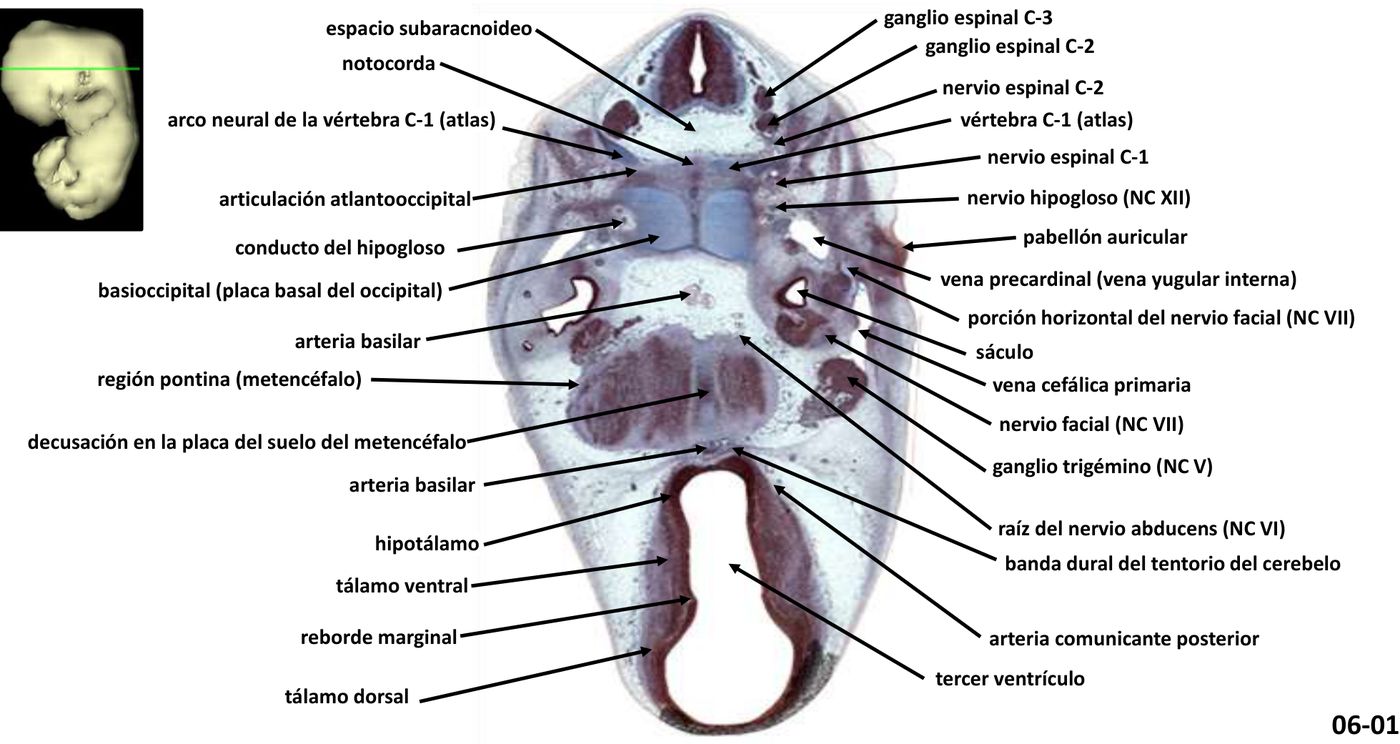 espacio subaracnoideo
notocorda
arco neural de la vértebra C-1 (atlas)
articulación atlantooccipital
conducto del hipogloso
basioccipital (placa basal del occipital)
arteria basilar
región pontina (metencéfalo)
decusación en la placa del suelo del metencéfalo
arteria basilar
hipotálamo
tálamo ventral
reborde marginal
tálamo dorsal
ganglio espinal C-3
ganglio espinal C-2
nervio espinal C-2
vértebra C-1 (atlas)
nervio espinal C-1
nervio hipogloso (NC XII)
pabellón auricular
vena precardinal (vena yugular interna)
porción horizontal del nervio facial (NC VII)
sáculo
vena cefálica primaria
nervio facial (NC VII)
ganglio trigémino (NC V)
raíz del nervio abducens (NC VI)
banda dural del tentorio del cerebelo
arteria comunicante posterior
tercer ventrículo
06-01